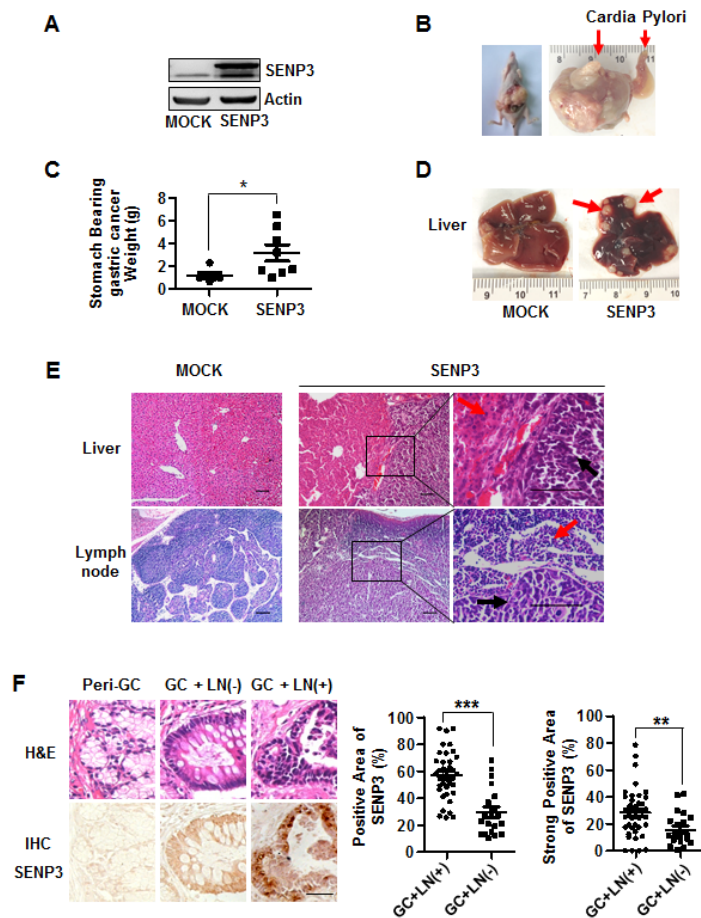 A
SENP3
Actin
MOCK SENP3
B
Cardia Pylori
8 9 10 11
C
*
Stomach Bearing
gastric cancer
Weight (g)
8
6
4
2
0
MOCK SENP3
D
Liver
9 10 11
7 8 9 10
MOCK SENP3
E
MOCK SENP3
Liver
Lymph
node
F
Peri-GC GC + LN(-) GC + LN(+)
H&E
IHC
SENP3
***
Positive Area of
SENP3 (%)
100
80
60
40
20
0
GC+LN(+) GC+LN(-)
**
Strong Positive Area
of SENP3 (%)
100
80
60
40
20
0
GC+LN(+) GC+LN(-)